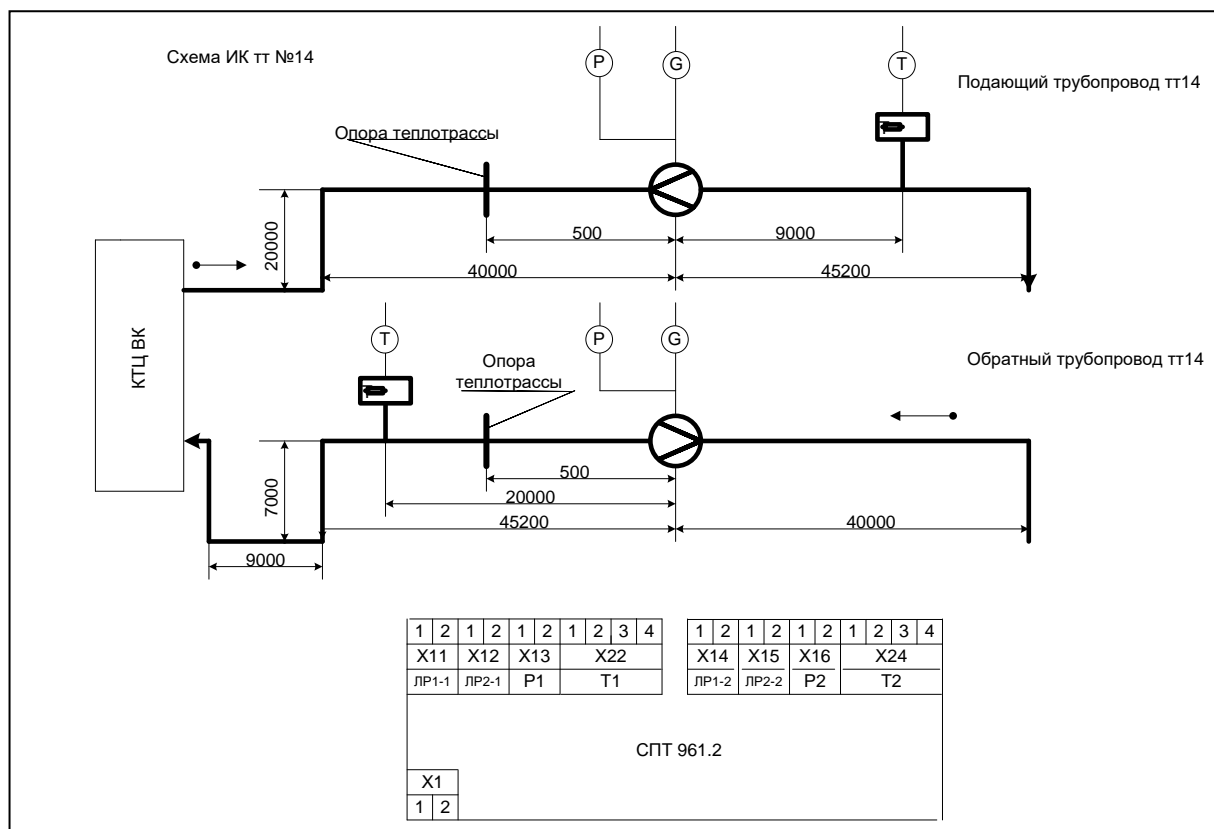 Схема ИК тт №14
P
G
T
Подающий трубопровод тт14
Опора теплотрассы
20000
500
9000
40000
45200
КТЦ ВК
T
P
G
Опора
теплотрассы
Обратный трубопровод тт14
7000
500
20000
45200
40000
9000
1 2 1 2 1 2 1 2 3 4 1 2 1 2 1 2 1 2 3 4
X11 X12 X13 X22 X14 X15 X16 X24
ЛР1-1 ЛР2-1 P1 T1 ЛР1-2 ЛР2-2 P2 T2
СПТ 961.2
X1
1 2